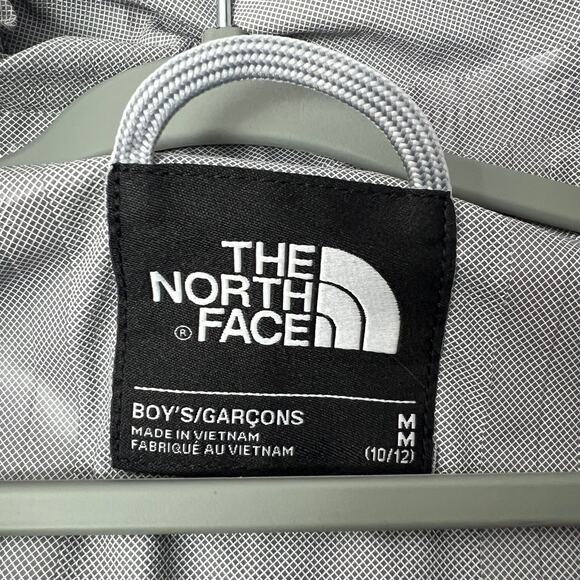 THE
NORTH
® FACE
BOY'S/GARÇONS M
MADE IN VIETNAM M
FABRIQUÉ AU VIETNAM (10/12)